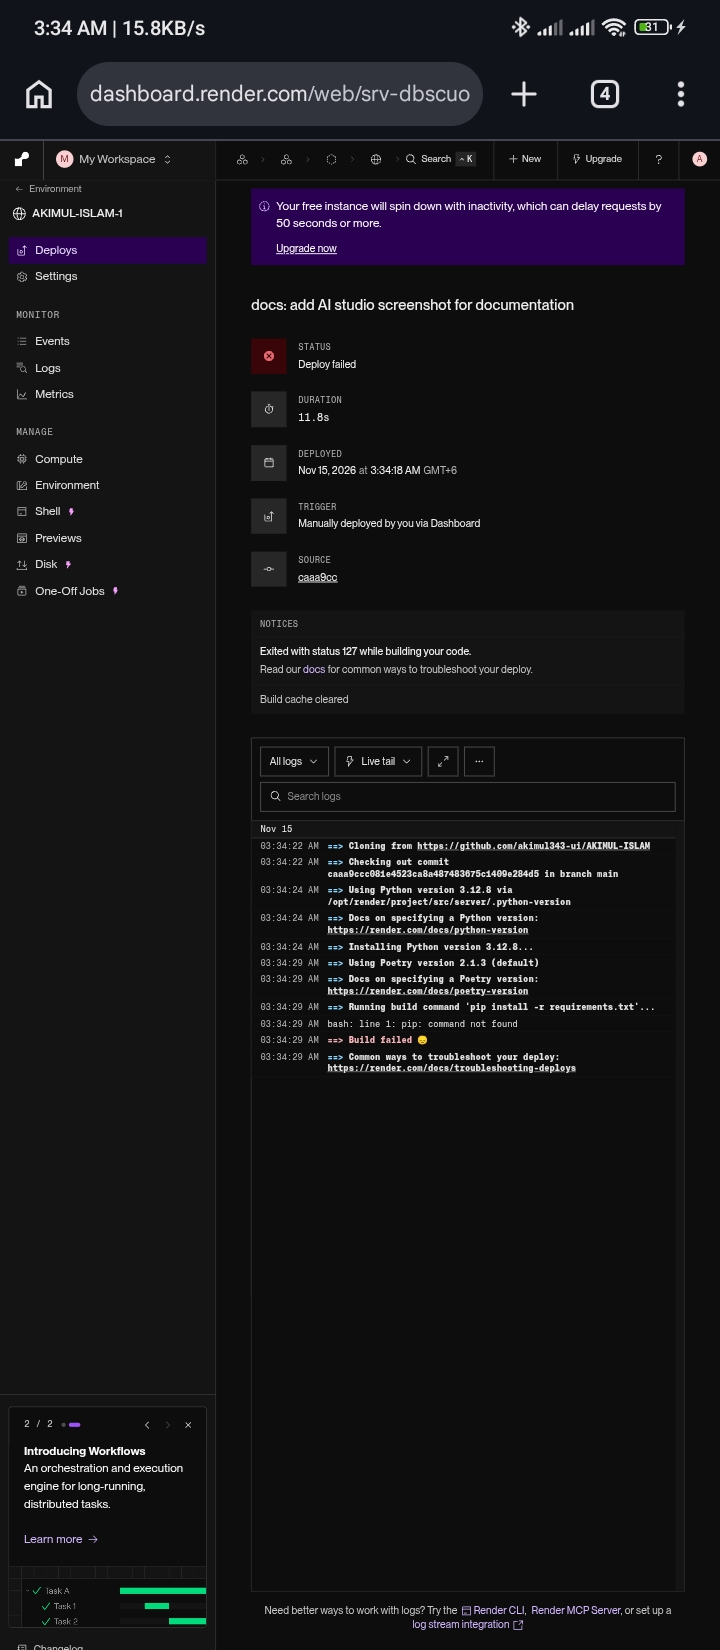 3:34 AM | 15.8KB/s
31
dashboard.render.com/web/srv-dbscuo
4
M My Workspace
Search
K
+ New
Upgrade
?
A
← Environment
AKIMUL-ISLAM-1
Deploys
Settings
MONITOR
Events
Logs
Metrics
MANAGE
Compute
Environment
Shell
Previews
Disk
One-Off Jobs
Your free instance will spin down with inactivity, which can delay requests by
50 seconds or more.
Upgrade now
docs: add AI studio screenshot for documentation
STATUS
Deploy failed
DURATION
11.8s
DEPLOYED
Nov 15, 2026 at 3:34:18 AM GMT+6
TRIGGER
Manually deployed by you via Dashboard
SOURCE
caaa9cc
NOTICES
Exited with status 127 while building your code.
Read our docs for common ways to troubleshoot your deploy.
Build cache cleared
All logs
Live tail
...
Search logs
Nov 15
03:34:22 AM ==> Cloning from https://github.com/akimul343-ui/AKIMUL-ISLAM
03:34:22 AM ==> Checking out commit
caaa9ccc081e4523ca8a487483675c1409e284d5 in branch main
03:34:24 AM ==> Using Python version 3.12.8 via
/opt/render/project/src/server/.python-version
03:34:24 AM ==> Docs on specifying a Python version:
https://render.com/docs/python-version
03:34:24 AM ==> Installing Python version 3.12.8...
03:34:29 AM ==> Using Poetry version 2.1.3 (default)
03:34:29 AM ==> Docs on specifying a Poetry version:
https://render.com/docs/poetry-version
03:34:29 AM ==> Running build command 'pip install -r requirements.txt'...
03:34:29 AM bash: line 1: pip: command not found
03:34:29 AM ==> Build failed 😞
03:34:29 AM ==> Common ways to troubleshoot your deploy:
https://render.com/docs/troubleshooting-deploys
2 / 2
Introducing Workflows
An orchestration and execution
engine for long-running,
distributed tasks.
Learn more →
Task A
Task 1
Task 2
Changelog
Need better ways to work with logs? Try the Render CLI, Render MCP Server, or set up a
log stream integration